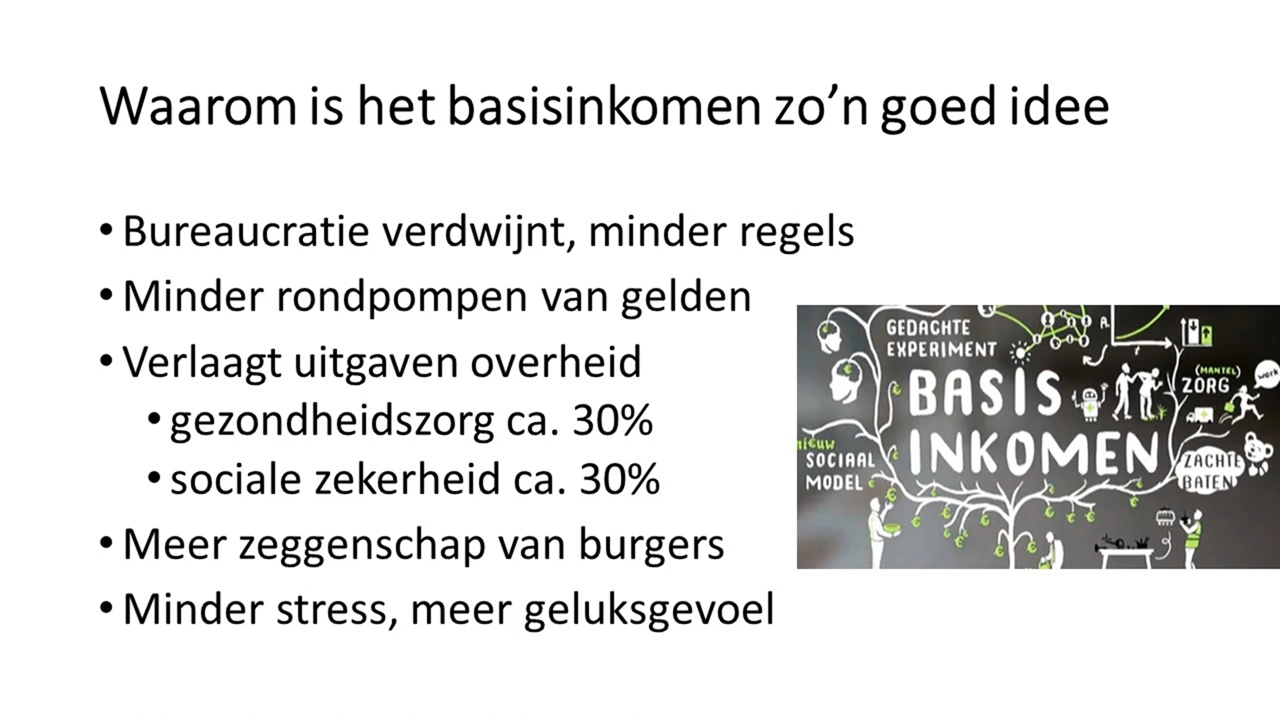 Waarom is het basisinkomen zo’n goed idee
• Bureaucratie verdwijnt, minder regels
• Minder rondpompen van gelden
• Verlaagt uitgaven overheid
• gezondheidszorg ca. 30%
• sociale zekerheid ca. 30%
• Meer zeggenschap van burgers
• Minder stress, meer geluksgevoel
GEDACHTE
EXPERIMENT
BASIS
INKOMEN
(MANTEL)
ZORG
werk
nieuw
SOCIAAL
MODEL
ZACHTE
BATEN